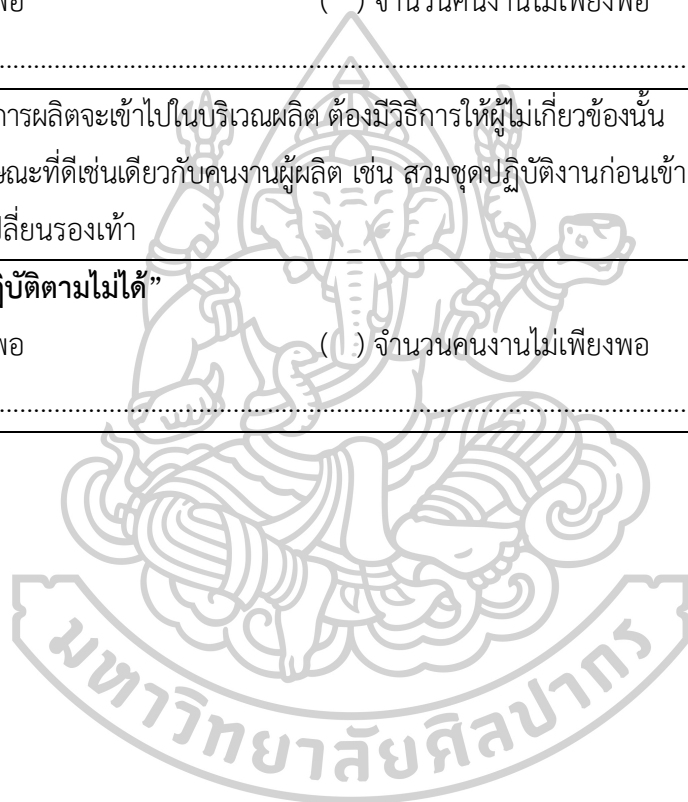 พอ ( ) จำนวนคนงานไม่เพียงพอ
................................................................................
การผลิตจะเข้าไปในบริเวณผลิต ต้องมีวิธีการให้ผู้ไม่เกี่ยวข้องนั้น
ษณะที่ดีเช่นเดียวกับคนงานผู้ผลิต เช่น สวมชุดปฏิบัติงานก่อนเข้า
ปลี่ยนรองเท้า
ฏิบัติตามไม่ได้”
พอ ( ) จำนวนคนงานไม่เพียงพอ
................................................................................
มหาวิทยาลัยศิลปากร